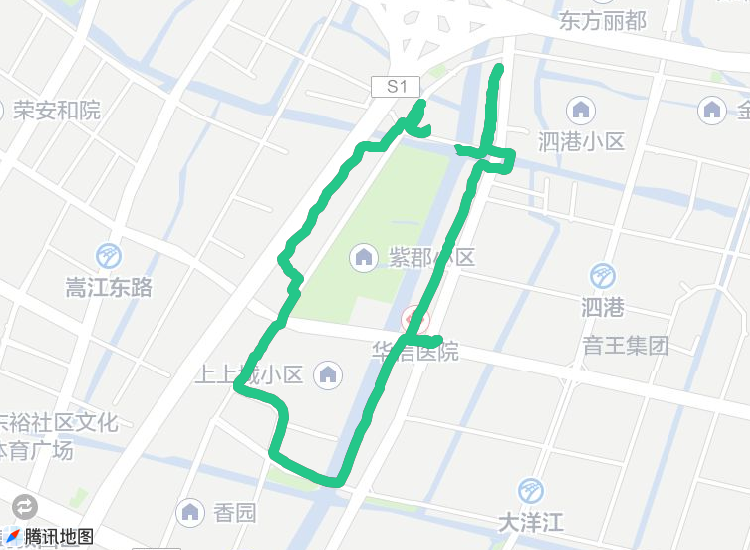 东方丽都
S1
荣安和院
金
泗港小区
紫郡小区
嵩江东路
泗港
音王集团
华信医院
上上城小区
东裕社区文化
体育广场
香园
大洋江
腾讯地图